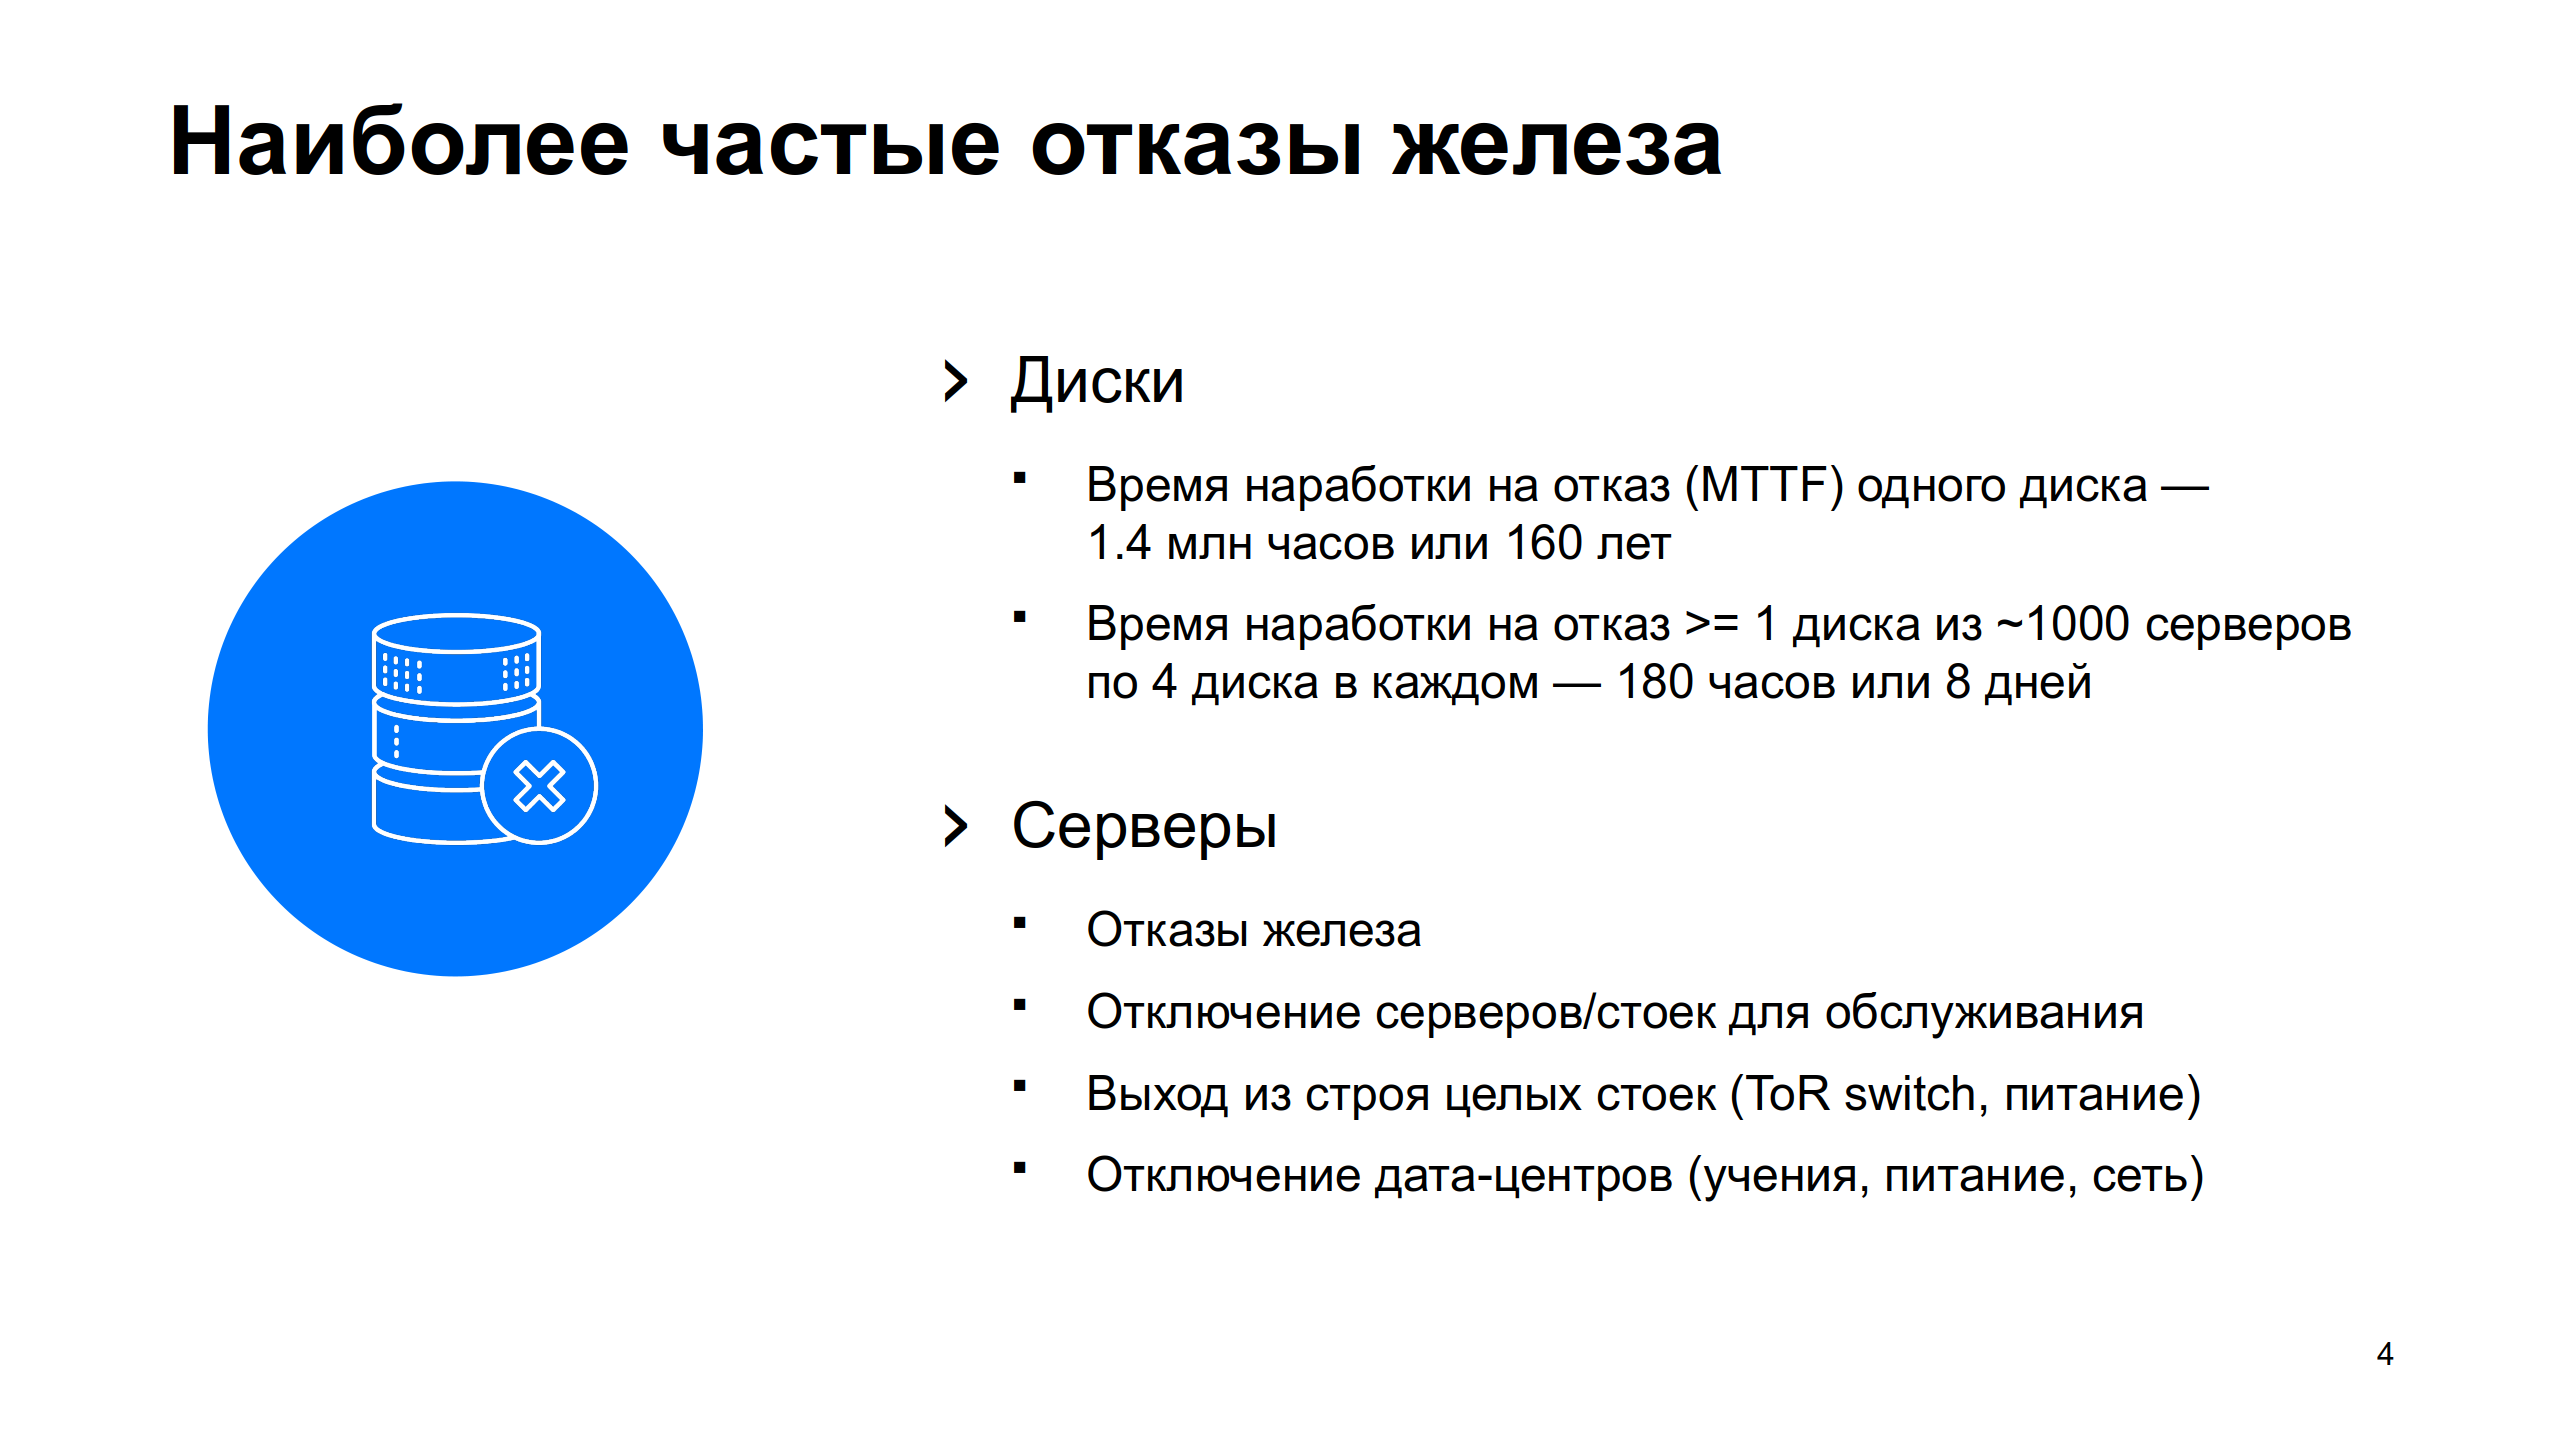 Наиболее частые отказы железа
› Диски
▪ Время наработки на отказ (MTTF) одного диска —
1.4 млн часов или 160 лет
▪ Время наработки на отказ >= 1 диска из ~1000 серверов
по 4 диска в каждом — 180 часов или 8 дней
› Серверы
▪ Отказы железа
▪ Отключение серверов/стоек для обслуживания
▪ Выход из строя целых стоек (ToR switch, питание)
▪ Отключение дата-центров (учения, питание, сеть)
4